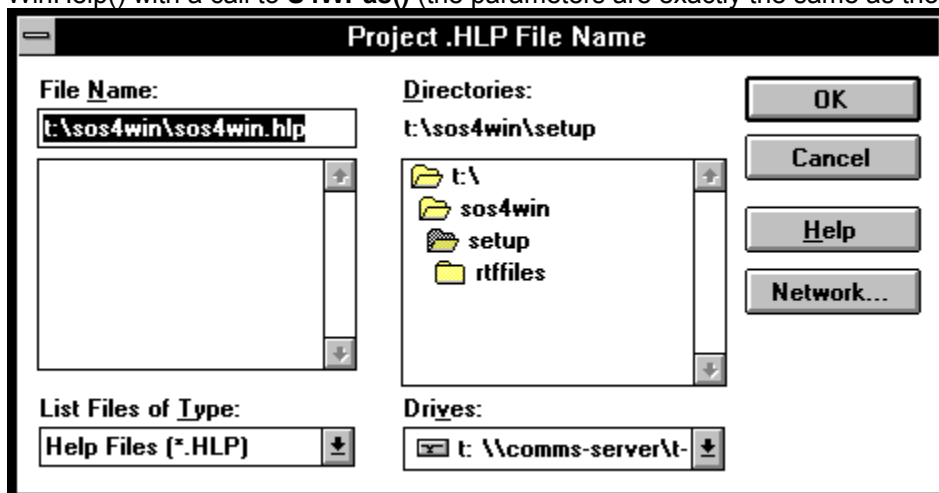 WinHelp() with a call to (the parameters are exactly the same as the
Project .HLP File Name
File Name:
t:\sos4win\sos4win.hlp
Directories:
t:\sos4win\setup
t:\
sos4win
setup
rtffiles
OK
Cancel
Help
Network...
List Files of Type:
Help Files (*.HLP)
Drives:
t: \\comms-server\t-